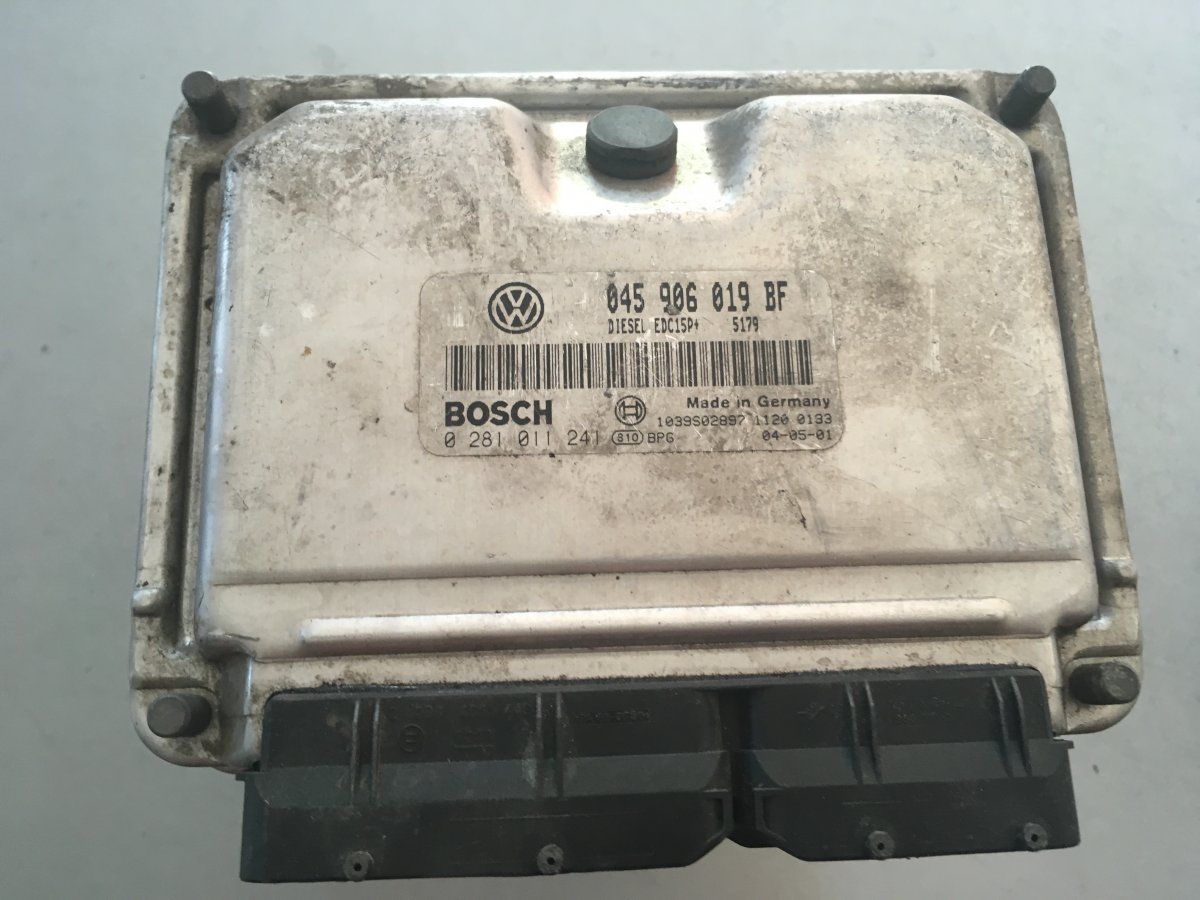 045 906 019 BF
DIESEL EDC15P+ 5179
BOSCH
Made in Germany
1039S02897 1120 0133
0 281 011 241 810 BPG 04-05-01